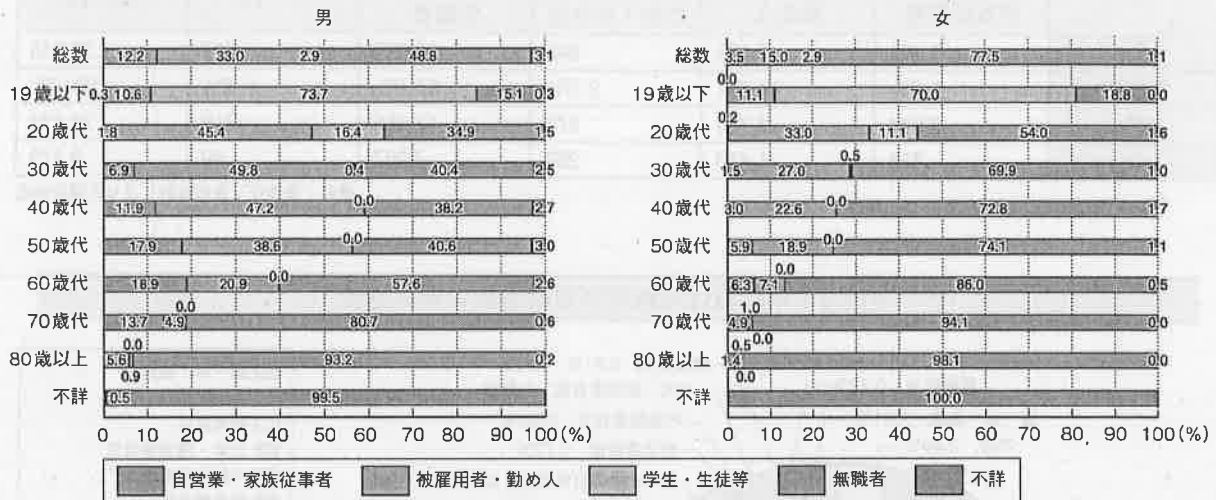 男
総数 12.2 33.0 2.9 48.8 3.1
19歳以下 0.3 10.6 73.7 15.1 0.3
20歳代 1.8 45.4 16.4 34.9 1.5
30歳代 6.9 49.8 0.4 40.4 2.5
40歳代 11.9 47.2 0.0 38.2 2.7
50歳代 17.9 38.6 0.0 40.6 3.0
60歳代 18.9 20.9 0.0 57.6 2.6
70歳代 13.7 4.9 0.0 80.7 0.6
80歳以上 5.6 0.9 0.0 93.2 0.2
不詳 0.5 99.5
0 10 20 30 40 50 60 70 80 90 100(%)
女
総数 3.5 15.0 2.9 77.5 1.1
19歳以下 0.0 11.1 70.0 18.8 0.0
20歳代 0.2 33.0 11.1 54.0 1.6
30歳代 1.5 27.0 0.5 69.9 1.0
40歳代 3.0 22.6 0.0 72.8 1.7
50歳代 5.9 18.9 0.0 74.1 1.1
60歳代 6.3 7.1 0.0 86.0 0.5
70歳代 4.9 1.0 0.0 94.1 0.0
80歳以上 1.4 0.5 0.0 98.1 0.0
不詳 100.0
0 10 20 30 40 50 60 70 80 90 100(%)
自営業・家族従事者 被雇用者・勤め人 学生・生徒等 無職者 不詳